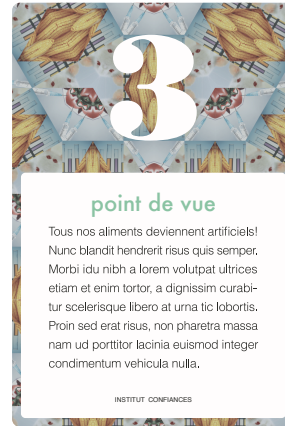 3
point de vue
Tous nos aliments deviennent artificiels!
Nunc blandit hendrerit risus quis semper.
Morbi idu nibh a lorem volutpat ultrices
etiam et enim tortor, a dignissim curabi-
tur scelerisque libero at urna tic lobortis.
Proin sed erat risus, non pharetra massa
nam ud porttitor lacinia euismod integer
condimentum vehicula nulla.
INSTITUT CONFIANCES